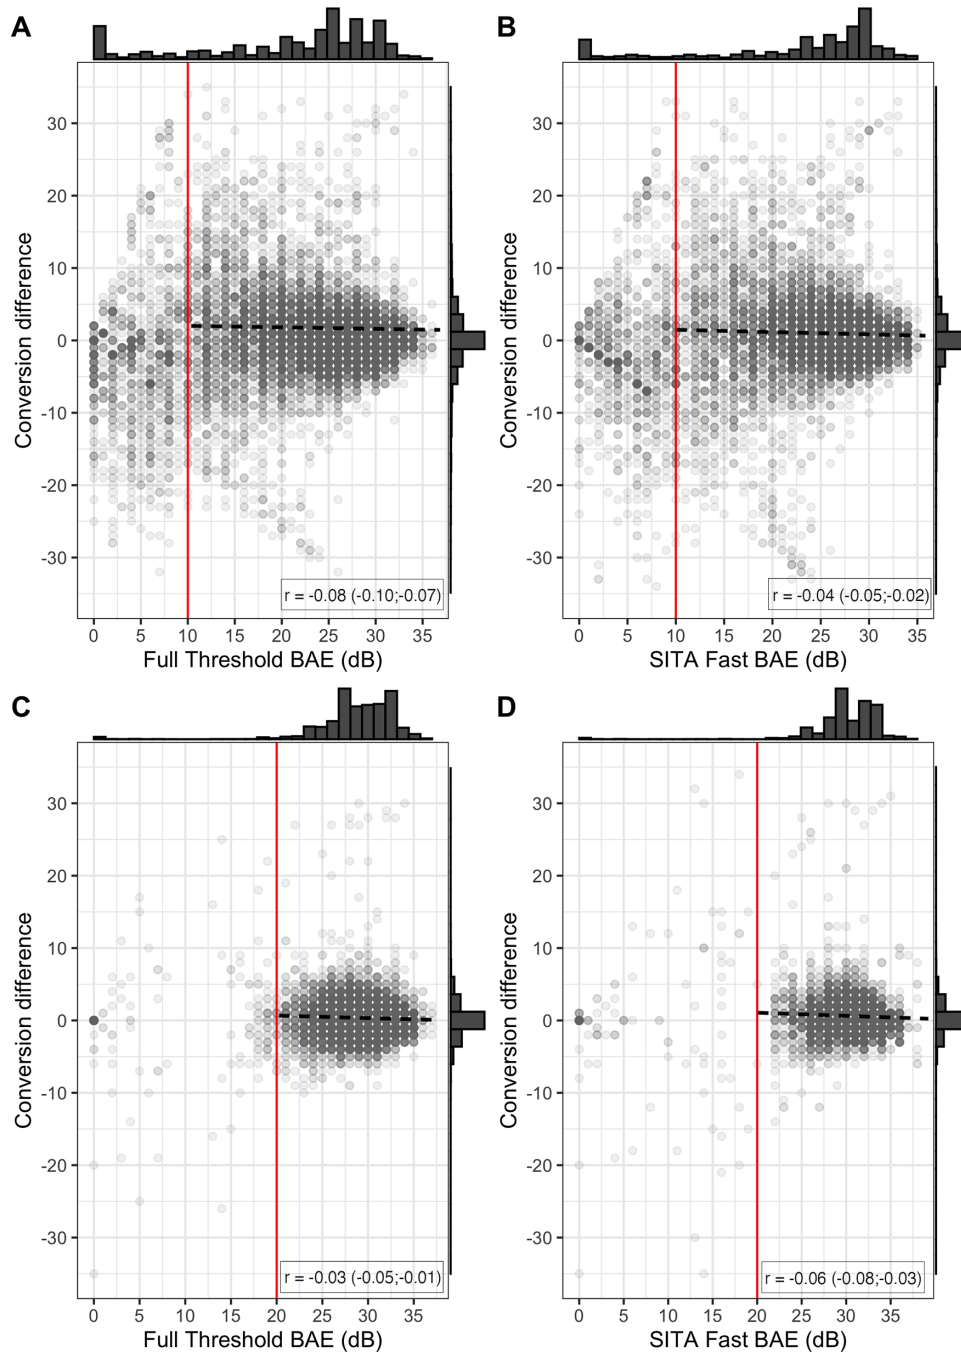 A
B
30
20
10
0
-10
-20
-30
Conversion difference
r = -0.08 (-0.10;-0.07)
0 5 10 15 20 25 30 35
Full Threshold BAE (dB)
30
20
10
0
-10
-20
-30
Conversion difference
r = -0.04 (-0.05;-0.02)
0 5 10 15 20 25 30 35
SITA Fast BAE (dB)
C
D
30
20
10
0
-10
-20
-30
Conversion difference
r = -0.03 (-0.05;-0.01)
0 5 10 15 20 25 30 35
Full Threshold BAE (dB)
30
20
10
0
-10
-20
-30
Conversion difference
r = -0.06 (-0.08;-0.03)
0 5 10 15 20 25 30 35
SITA Fast BAE (dB)